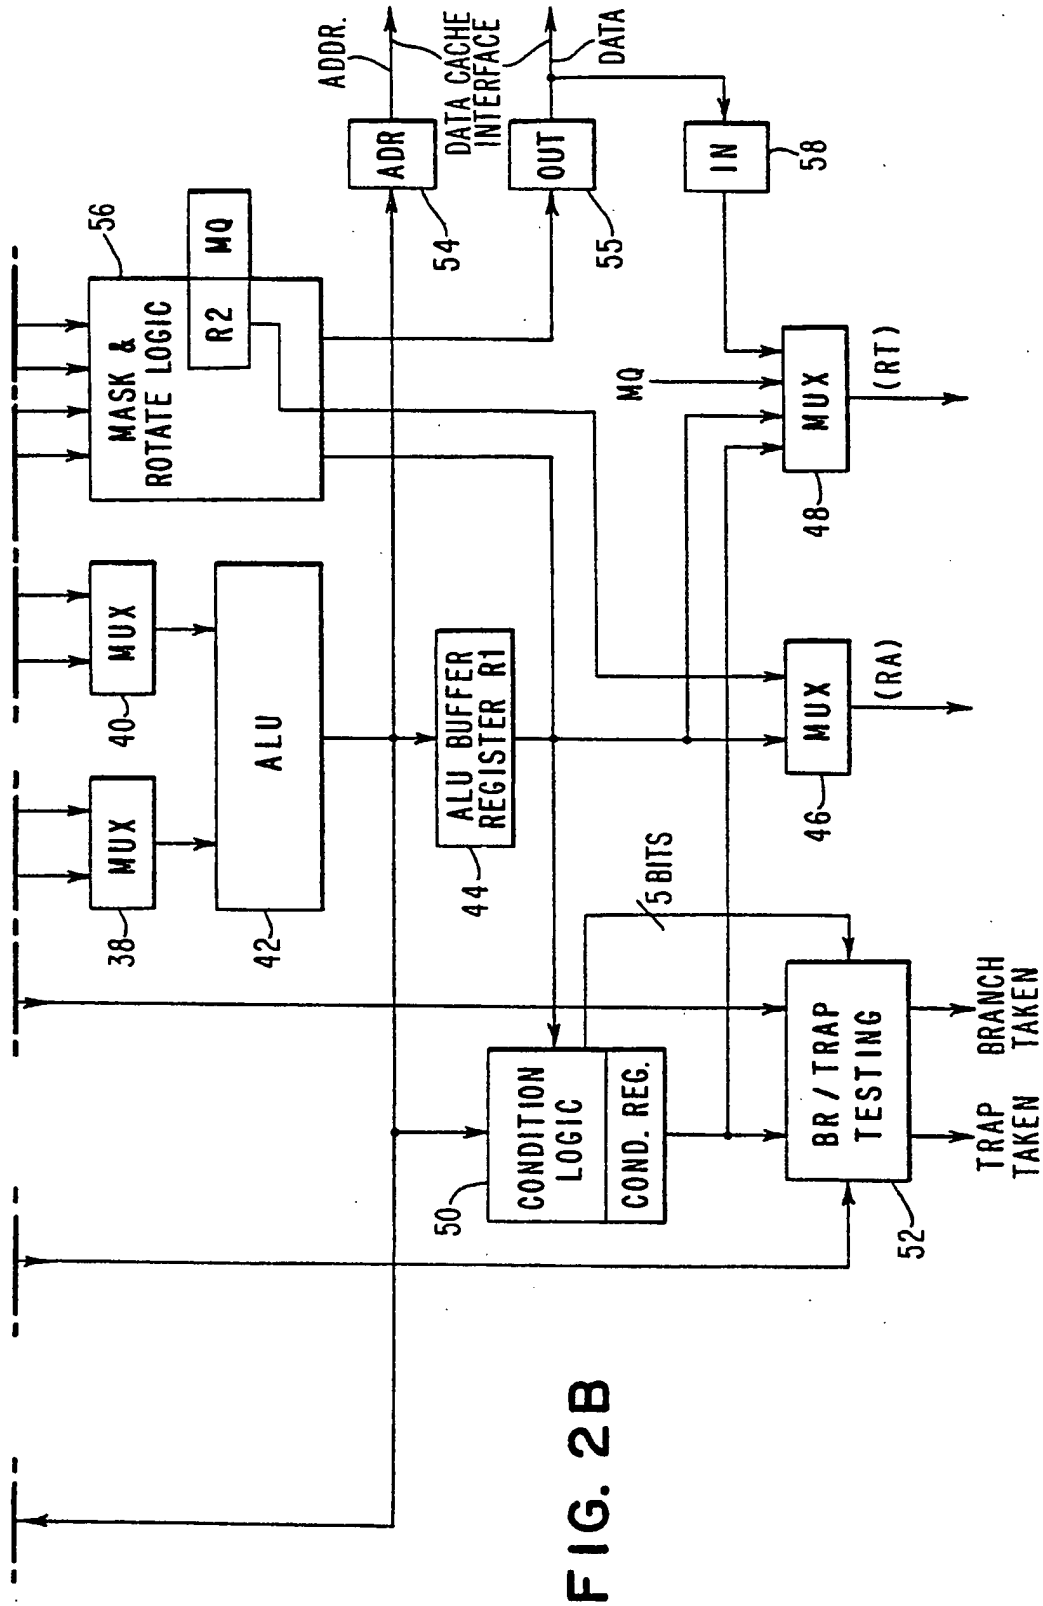 56
MASK &
ROTATE LOGIC
R2
MQ
MUX
40
MUX
38
ALU
42
ADDR.
ADR
54
DATA CACHE
INTERFACE
OUT
55
DATA
IN
58
ALU BUFFER
REGISTER R1
44
CONDITION
LOGIC
COND. REG.
50
5 BITS
MQ
MUX
48
(RT)
MUX
46
(RA)
BR/TRAP
TESTING
52
TRAP
TAKEN
BRANCH
TAKEN
FIG. 2B